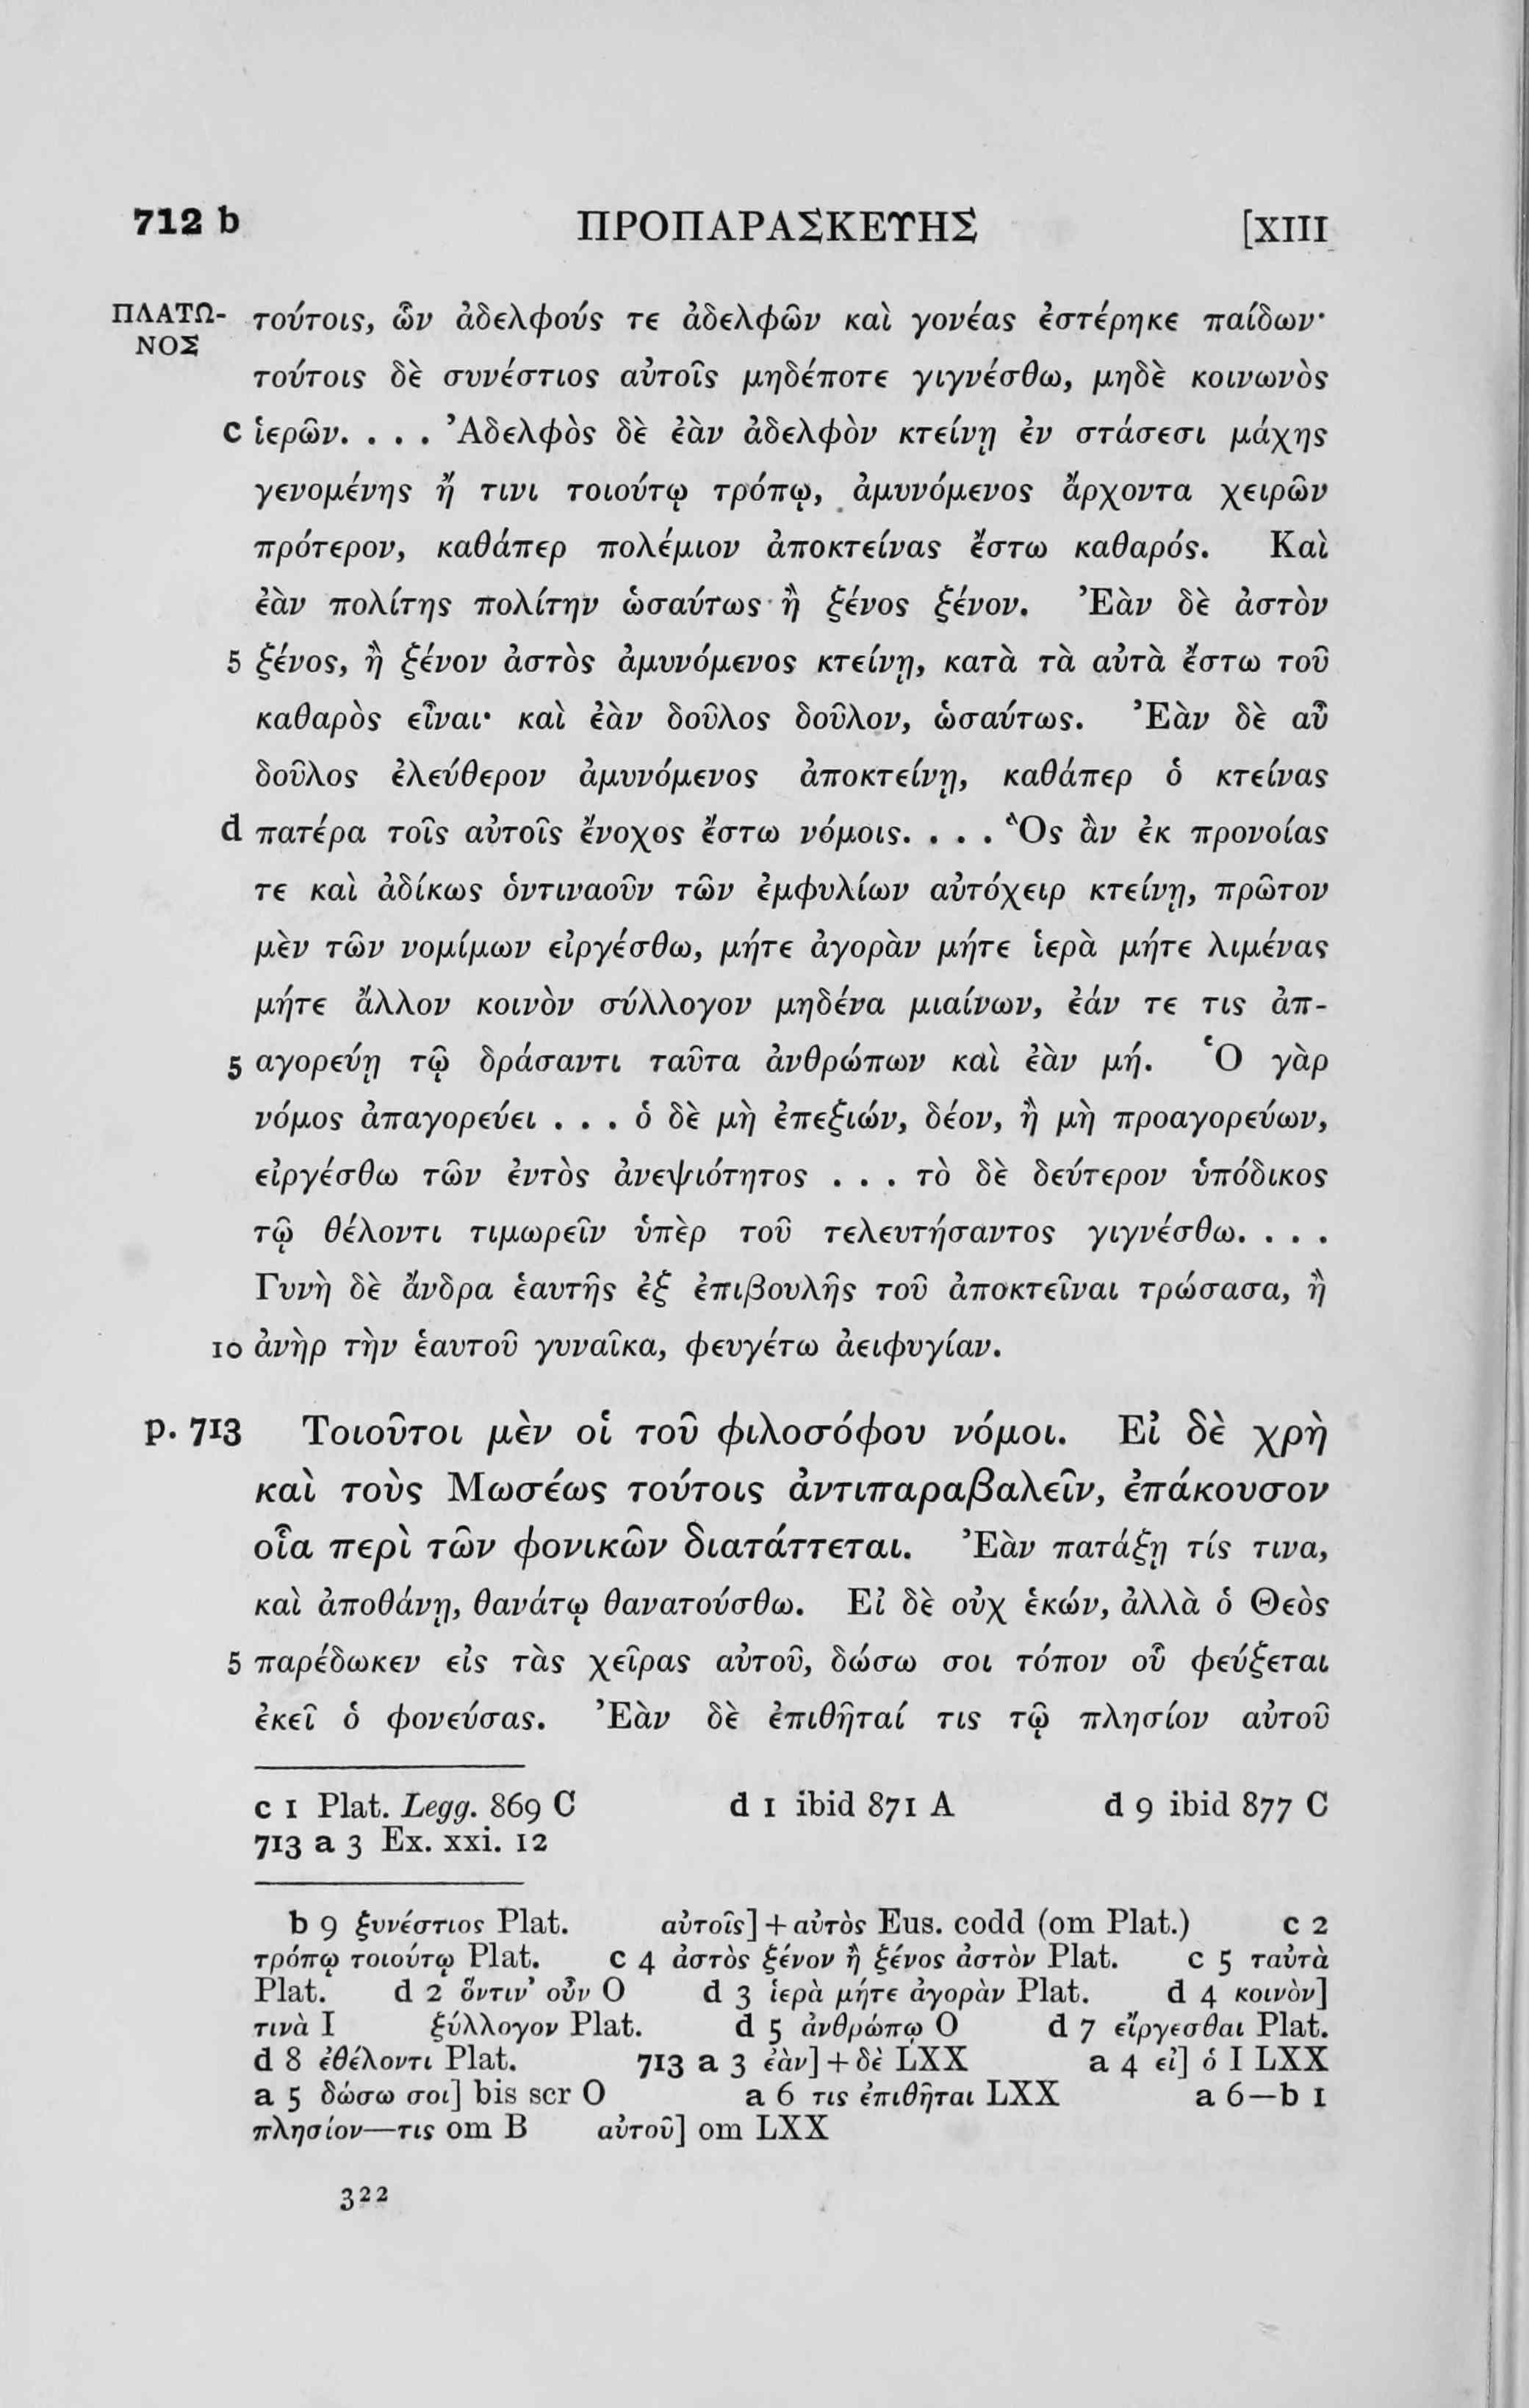 712 b ΠΡΟΠΑΡΑΣΚΕΥΗΣ [XIII
ΠΛΑΤΩ- τούτοις, ὧν ἀδελφούς τε ἀδελφῶν καὶ γονέας ἐστέρηκε παίδων·
ΝΟΣ
τούτοις δὲ συνέστιος αὐτοῖς μηδέποτε γιγνέσθω, μηδὲ κοινωνὸς
c ἱερῶν. . . . Ἀδελφὸς δὲ ἐὰν ἀδελφὸν κτείνῃ ἐν στάσεσι μάχης
γενομένης ἤ τινι τοιούτῳ τρόπῳ, ἀμυνόμενος ἄρχοντα χειρῶν
πρότερον, καθάπερ πολέμιον ἀποκτείνας ἔστω καθαρός. Καὶ
ἐὰν πολίτης πολίτην ὡσαύτως ἢ ξένος ξένον. Ἐὰν δὲ ἀστὸν
5 ξένος, ἢ ξένον ἀστὸς ἀμυνόμενος κτείνῃ, κατὰ τὰ αὐτὰ ἔστω τοῦ
καθαρὸς εἶναι· καὶ ἐὰν δοῦλος δοῦλον, ὡσαύτως. Ἐὰν δὲ αὖ
δοῦλος ἐλεύθερον ἀμυνόμενος ἀποκτείνῃ, καθάπερ ὁ κτείνας
d πατέρα τοῖς αὐτοῖς ἔνοχος ἔστω νόμοις. . . . Ὃς ἂν ἐκ προνοίας
τε καὶ ἀδίκως ὁντιναοῦν τῶν ἐμφυλίων αὐτόχειρ κτείνῃ, πρῶτον
μὲν τῶν νομίμων εἰργέσθω, μήτε ἀγορὰν μήτε ἱερὰ μήτε λιμένας
μήτε ἄλλον κοινὸν σύλλογον μηδένα μιαίνων, ἐάν τε τις ἀπ-
5 αγορεύῃ τῷ δράσαντι ταῦτα ἀνθρώπων καὶ ἐὰν μή. Ὁ γὰρ
νόμος ἀπαγορεύει . . . ὁ δὲ μὴ ἐπεξιών, δέον, ἢ μὴ προαγορεύων,
εἰργέσθω τῶν ἐντὸς ἀνεψιότητος . . . τὸ δὲ δεύτερον ὑπόδικος
τῷ θέλοντι τιμωρεῖν ὑπὲρ τοῦ τελευτήσαντος γιγνέσθω. . . .
Γυνὴ δὲ ἄνδρα ἑαυτῆς ἐξ ἐπιβουλῆς τοῦ ἀποκτεῖναι τρώσασα, ἢ
10 ἀνὴρ τὴν ἑαυτοῦ γυναῖκα, φευγέτω ἀειφυγίαν.
p. 713 Τοιοῦτοι μὲν οἱ τοῦ φιλοσόφου νόμοι. Εἰ δὲ χρὴ
καὶ τοὺς Μωσέως τούτοις ἀντιπαραβαλεῖν, ἐπάκουσον
οἷα περὶ τῶν φονικῶν διατάττεται. Ἐὰν πατάξῃ τίς τινα,
καὶ ἀποθάνῃ, θανάτῳ θανατούσθω. Εἰ δὲ οὐχ ἑκών, ἀλλὰ ὁ Θεὸς
5 παρέδωκεν εἰς τὰς χεῖρας αὐτοῦ, δώσω σοι τόπον οὗ φεύξεται
ἐκεῖ ὁ φονεύσας. Ἐὰν δὲ ἐπιθῆταί τις τῷ πλησίον αὐτοῦ
c 1 Plat. Legg. 869 C d 1 ibid 871 A d 9 ibid 877 C
713 a 3 Ex. xxi. 12
b 9 ξυνέστιος Plat. αὐτοῖς] + αὐτὸς Eus. codd (om Plat.) c 2
τρόπῳ τοιούτῳ Plat. c 4 ἀστὸς ξένον ἢ ξένος ἀστὸν Plat. c 5 ταὐτὰ
Plat. d 2 ὅντιν' οὖν O d 3 ἱερὰ μήτε ἀγορὰν Plat. d 4 κοινὸν]
τινὰ I ξύλλογον Plat. d 5 ἀνθρώπῳ O d 7 εἴργεσθαι Plat.
d 8 ἐθέλοντι Plat. 713 a 3 ἐὰν] + δὲ LXX a 4 εἰ] ὁ I LXX
a 5 δώσω σοι] bis scr O a 6 τις ἐπιθῆται LXX a 6—b 1
πλησίον—τις om B αὐτοῦ] om LXX
322